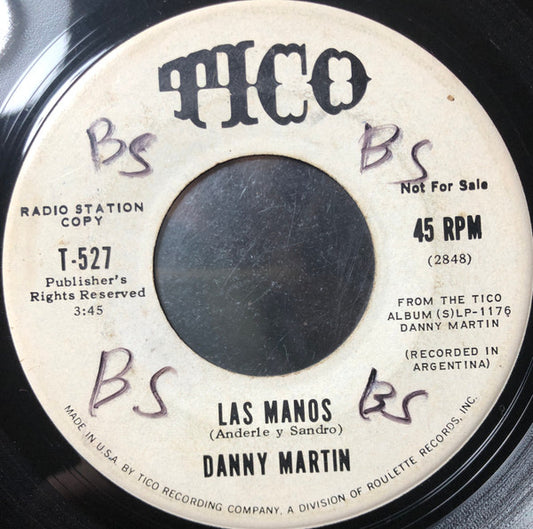 TICO
BS
BS
Not For Sale
RADIO STATION
COPY
T-527
Publisher's
Rights Reserved
3:45
45 RPM
(2848)
FROM THE TICO
ALBUM (S)LP-1176
DANNY MARTIN
(RECORDED IN
ARGENTINA)
BS
BS
LAS MANOS
(Anderle y Sandro)
DANNY MARTIN
MADE IN U.S.A. BY TICO RECORDING COMPANY, A DIVISION OF ROULETTE RECORDS, INC.